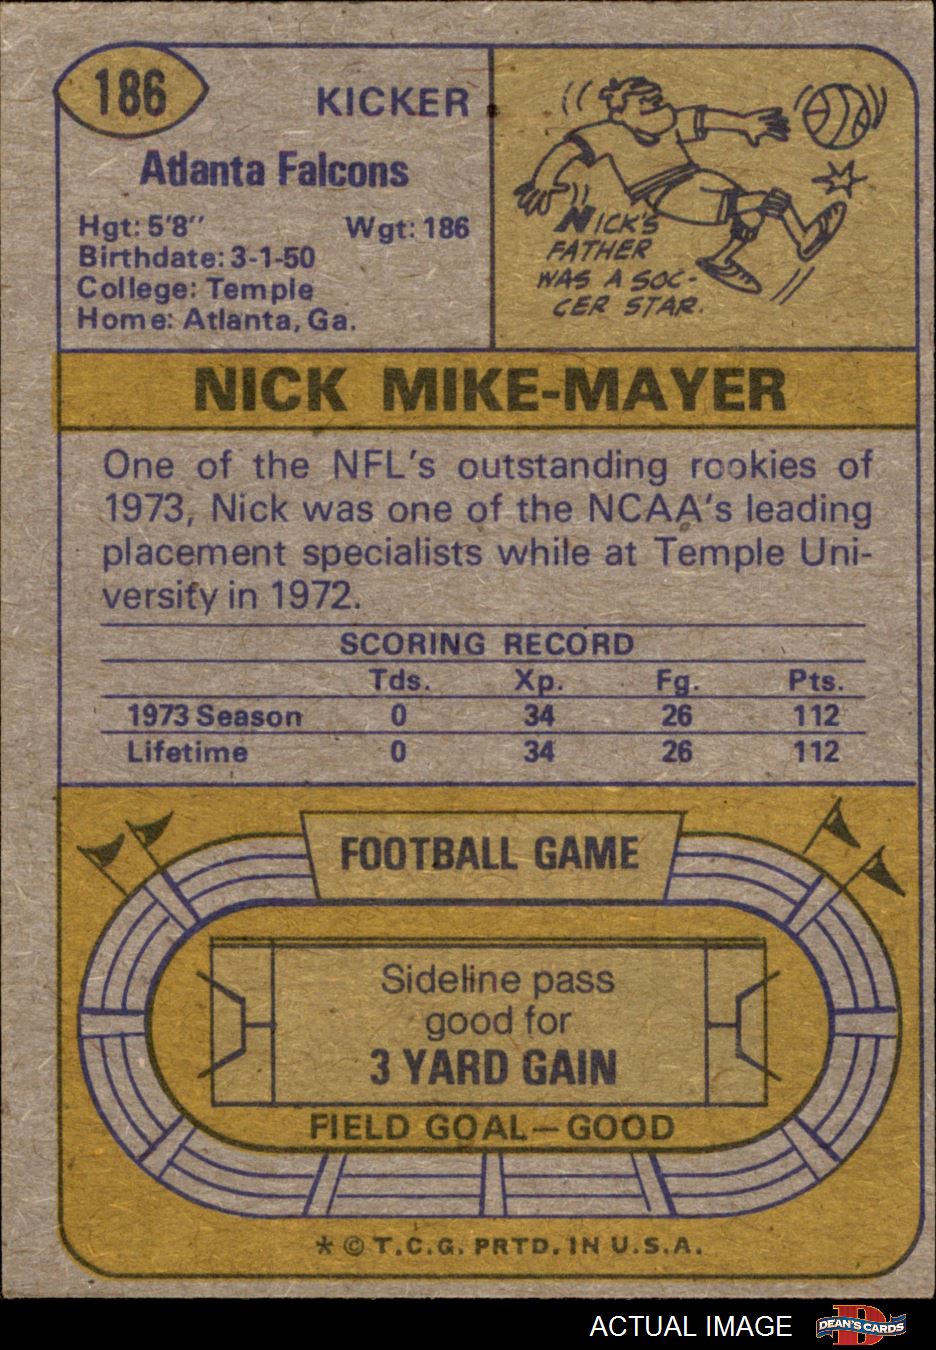 186
KICKER
Atlanta Falcons
Hgt: 5'8" Wgt: 186
Birthdate: 3-1-50
College: Temple
Home: Atlanta, Ga.
NICK'S
FATHER
WAS A SOC-
CER STAR.
NICK MIKE-MAYER
One of the NFL's outstanding rookies of
1973, Nick was one of the NCAA's leading
placement specialists while at Temple Uni-
versity in 1972.
SCORING RECORD
Tds. Xp. Fg. Pts.
1973 Season 0 34 26 112
Lifetime 0 34 26 112
FOOTBALL GAME
Sideline pass
good for
3 YARD GAIN
FIELD GOAL—GOOD
* © T.C.G. PRTD. IN U.S.A.
ACTUAL IMAGE
D
DEAN'S CARDS